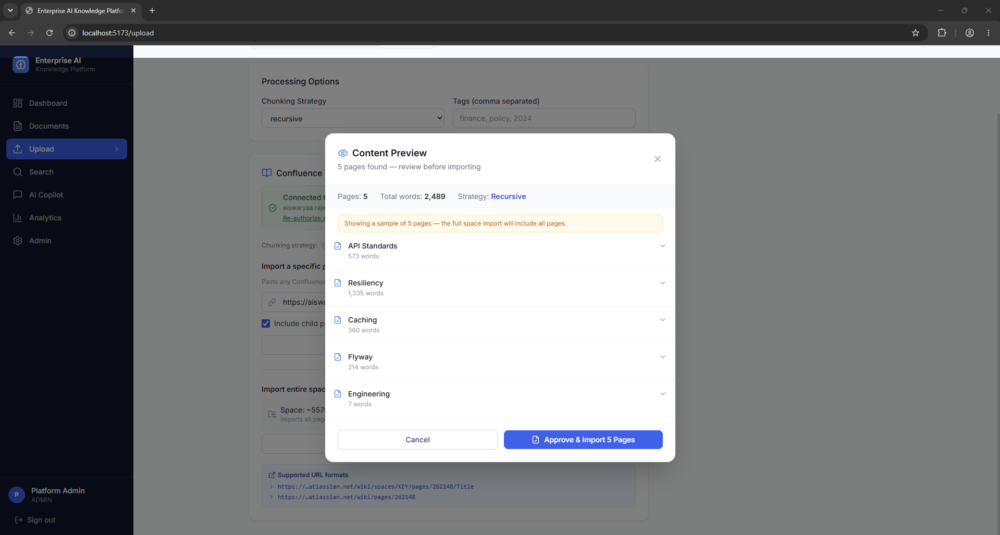 Enterprise AI Knowledge Platfo
localhost:5173/upload
Enterprise AI
Knowledge Platform
Dashboard
Documents
Upload
Search
AI Copilot
Analytics
Admin
Platform Admin
ADMIN
P
Sign out
Processing Options
Chunking Strategy
Tags (comma separated)
recursive
finance, policy, 2024
Confluence
Connected t
aiswaryaa.raje
Re-authorize A
Chunking strategy:
Import a specific p
Paste any Confluence
https://aiswa
Include child pa
Import entire spac
Space: ~557
Imports all pag
Content Preview
5 pages found — review before importing
Pages: 5 Total words: 2,489 Strategy: Recursive
Showing a sample of 5 pages — the full space import will include all pages.
API Standards
573 words
Resiliency
1,335 words
Caching
360 words
Flyway
214 words
Engineering
7 words
Cancel
Approve & Import 5 Pages
Supported URL formats
https://…atlassian.net/wiki/spaces/KEY/pages/262148/Title
https://…atlassian.net/wiki/pages/262148